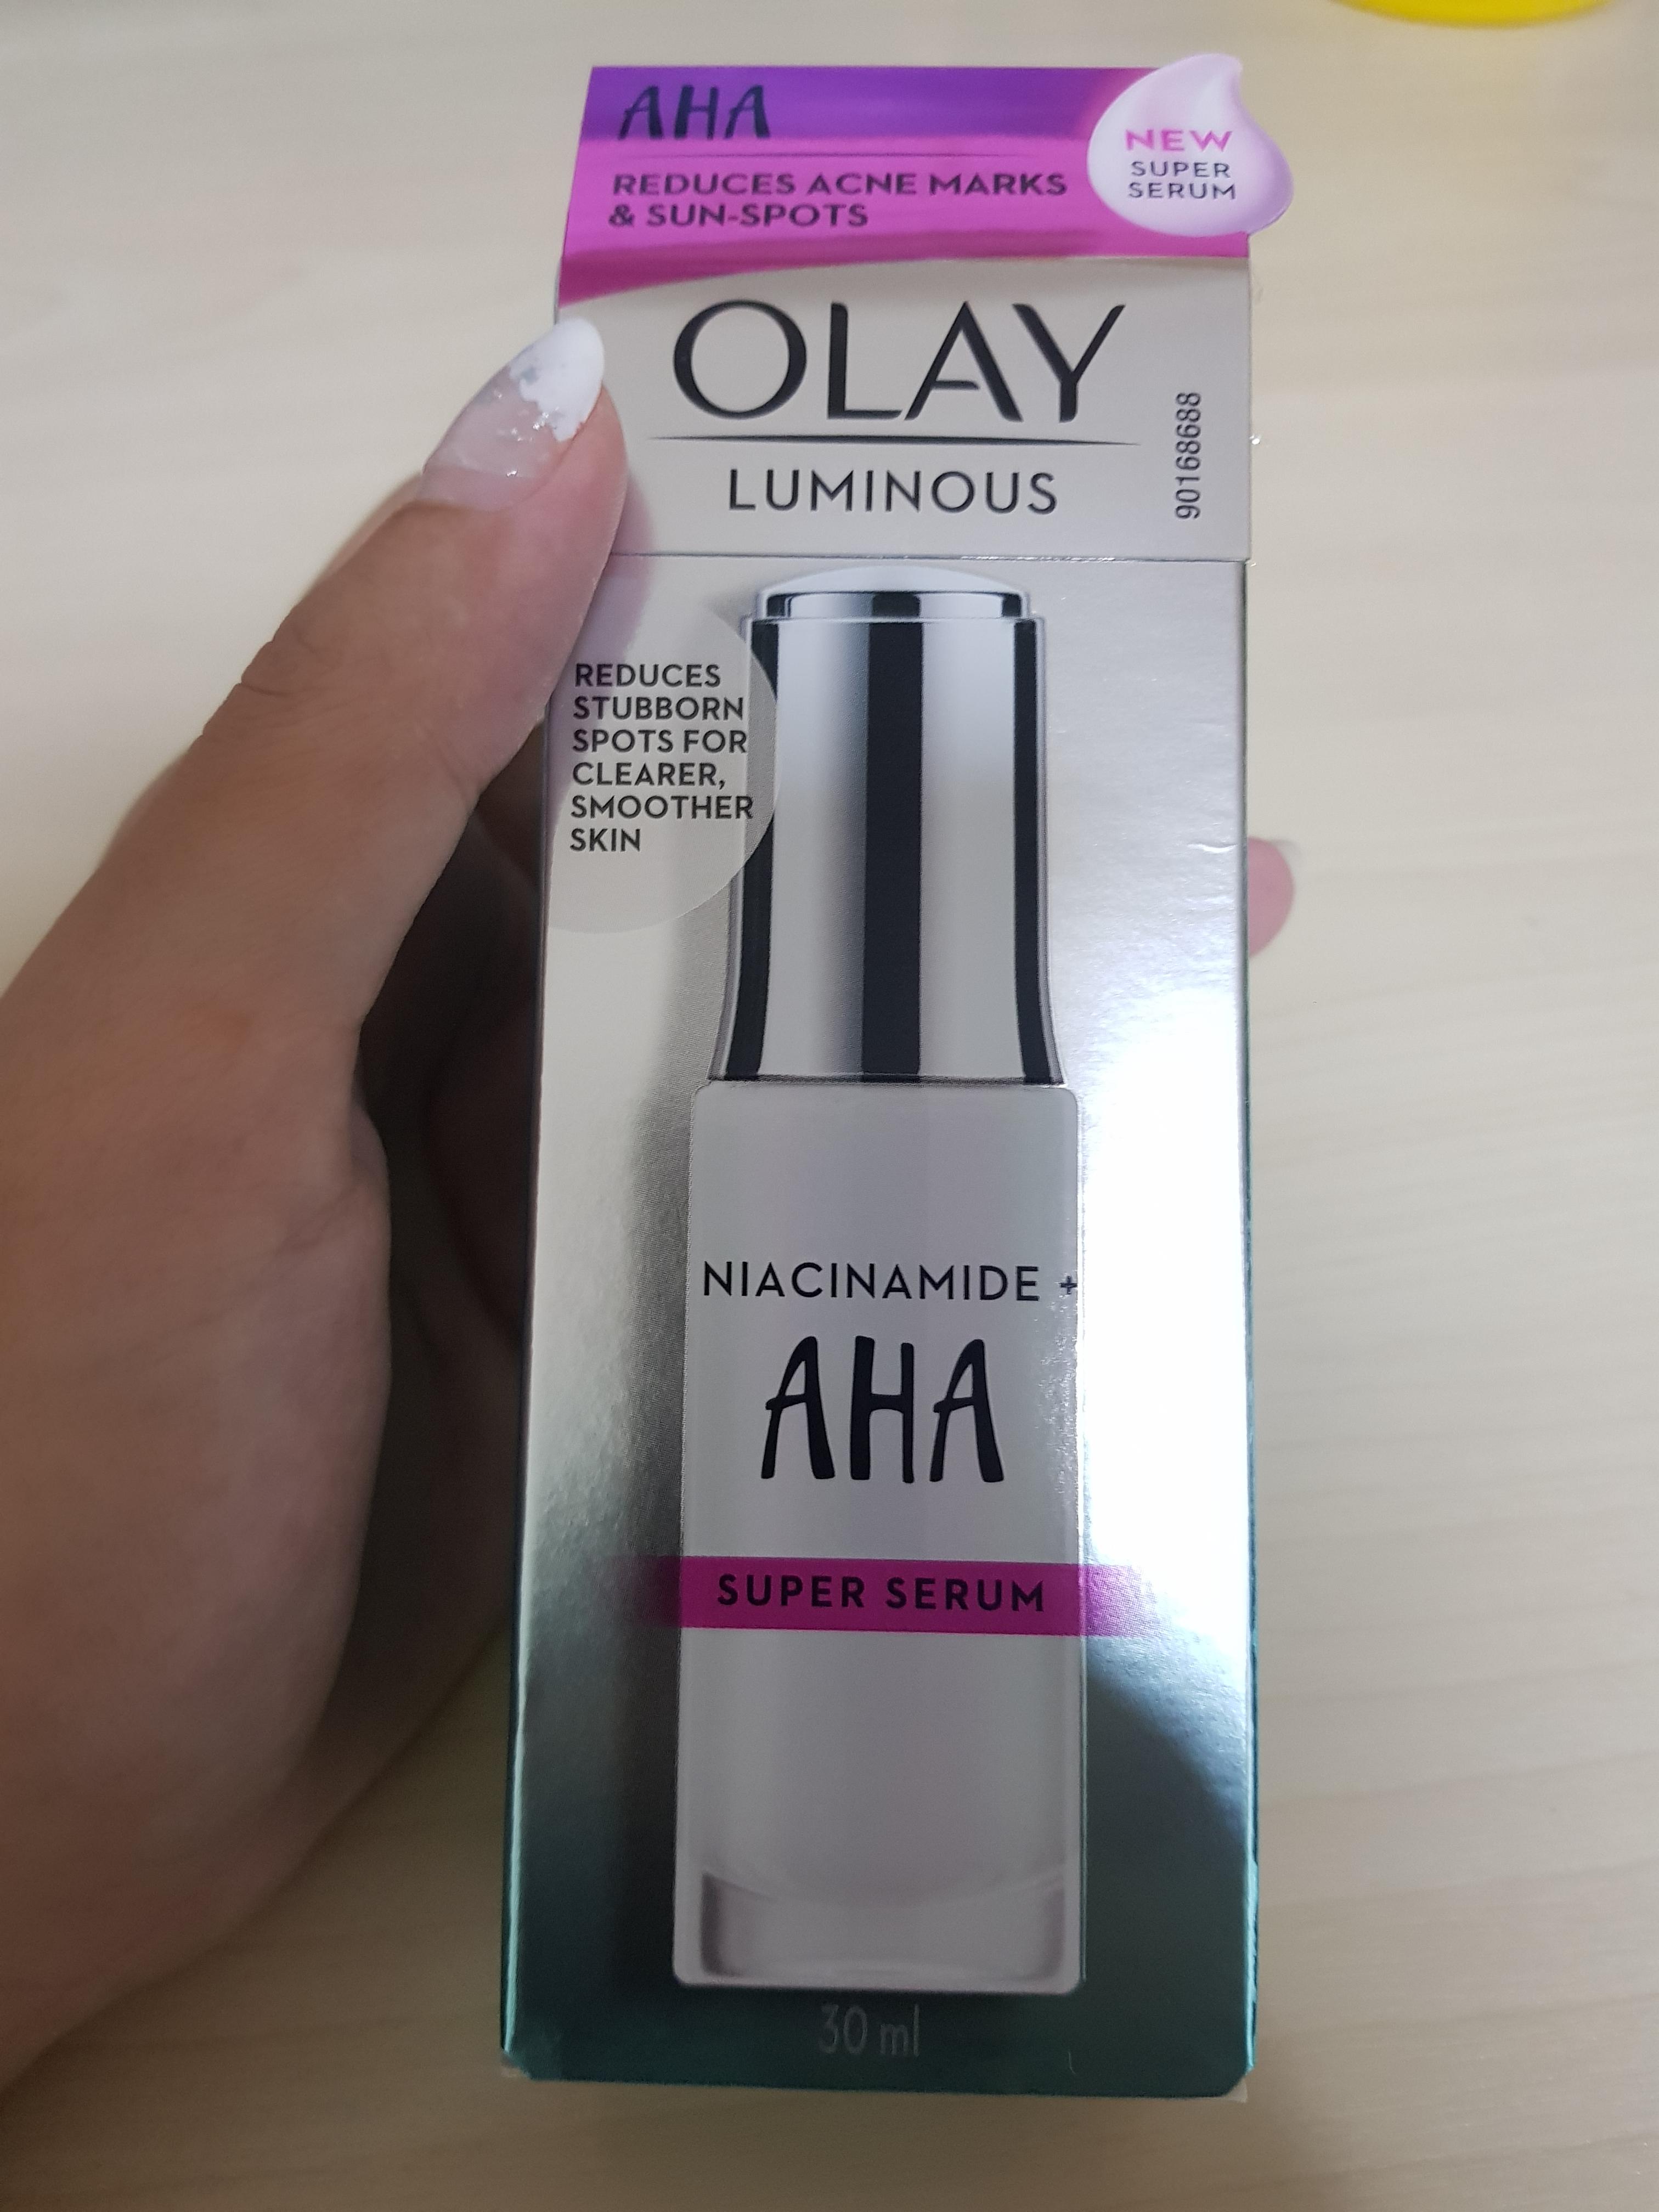 AHA
REDUCES ACNE MARKS
& SUN-SPOTS
NEW
SUPER
SERUM
OLAY
LUMINOUS
90168688
REDUCES
STUBBORN
SPOTS FOR
CLEARER,
SMOOTHER
SKIN
NIACINAMIDE +
AHA
SUPER SERUM
30 ml